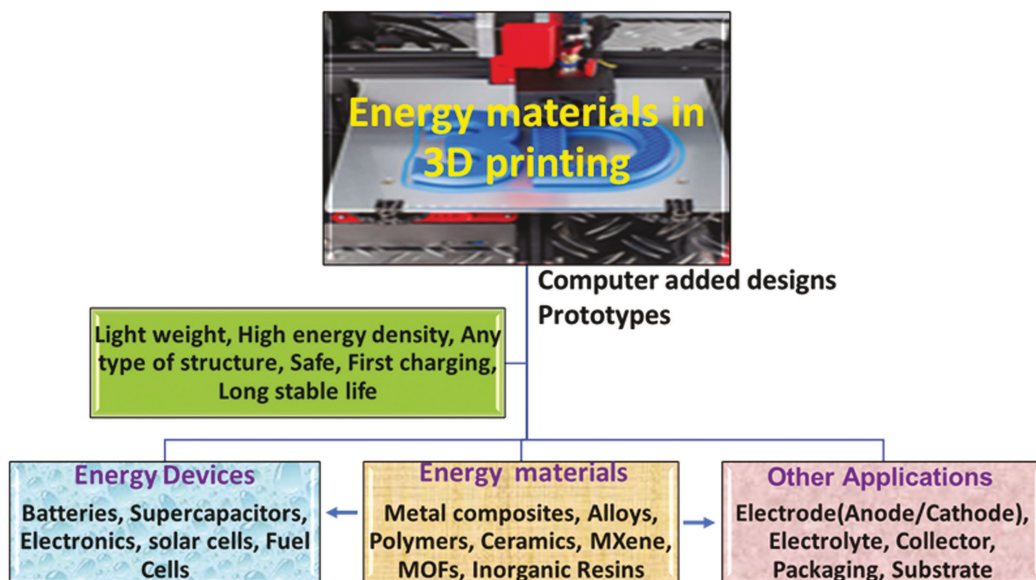 Energy materials in
3D printing
Computer added designs
Prototypes
Light weight, High energy density, Any
type of structure, Safe, First charging,
Long stable life
Energy Devices
Batteries, Supercapacitors,
Electronics, solar cells, Fuel
Cells
Energy materials
Metal composites, Alloys,
Polymers, Ceramics, MXene,
MOFs, Inorganic Resins
Other Applications
Electrode(Anode/Cathode),
Electrolyte, Collector,
Packaging, Substrate